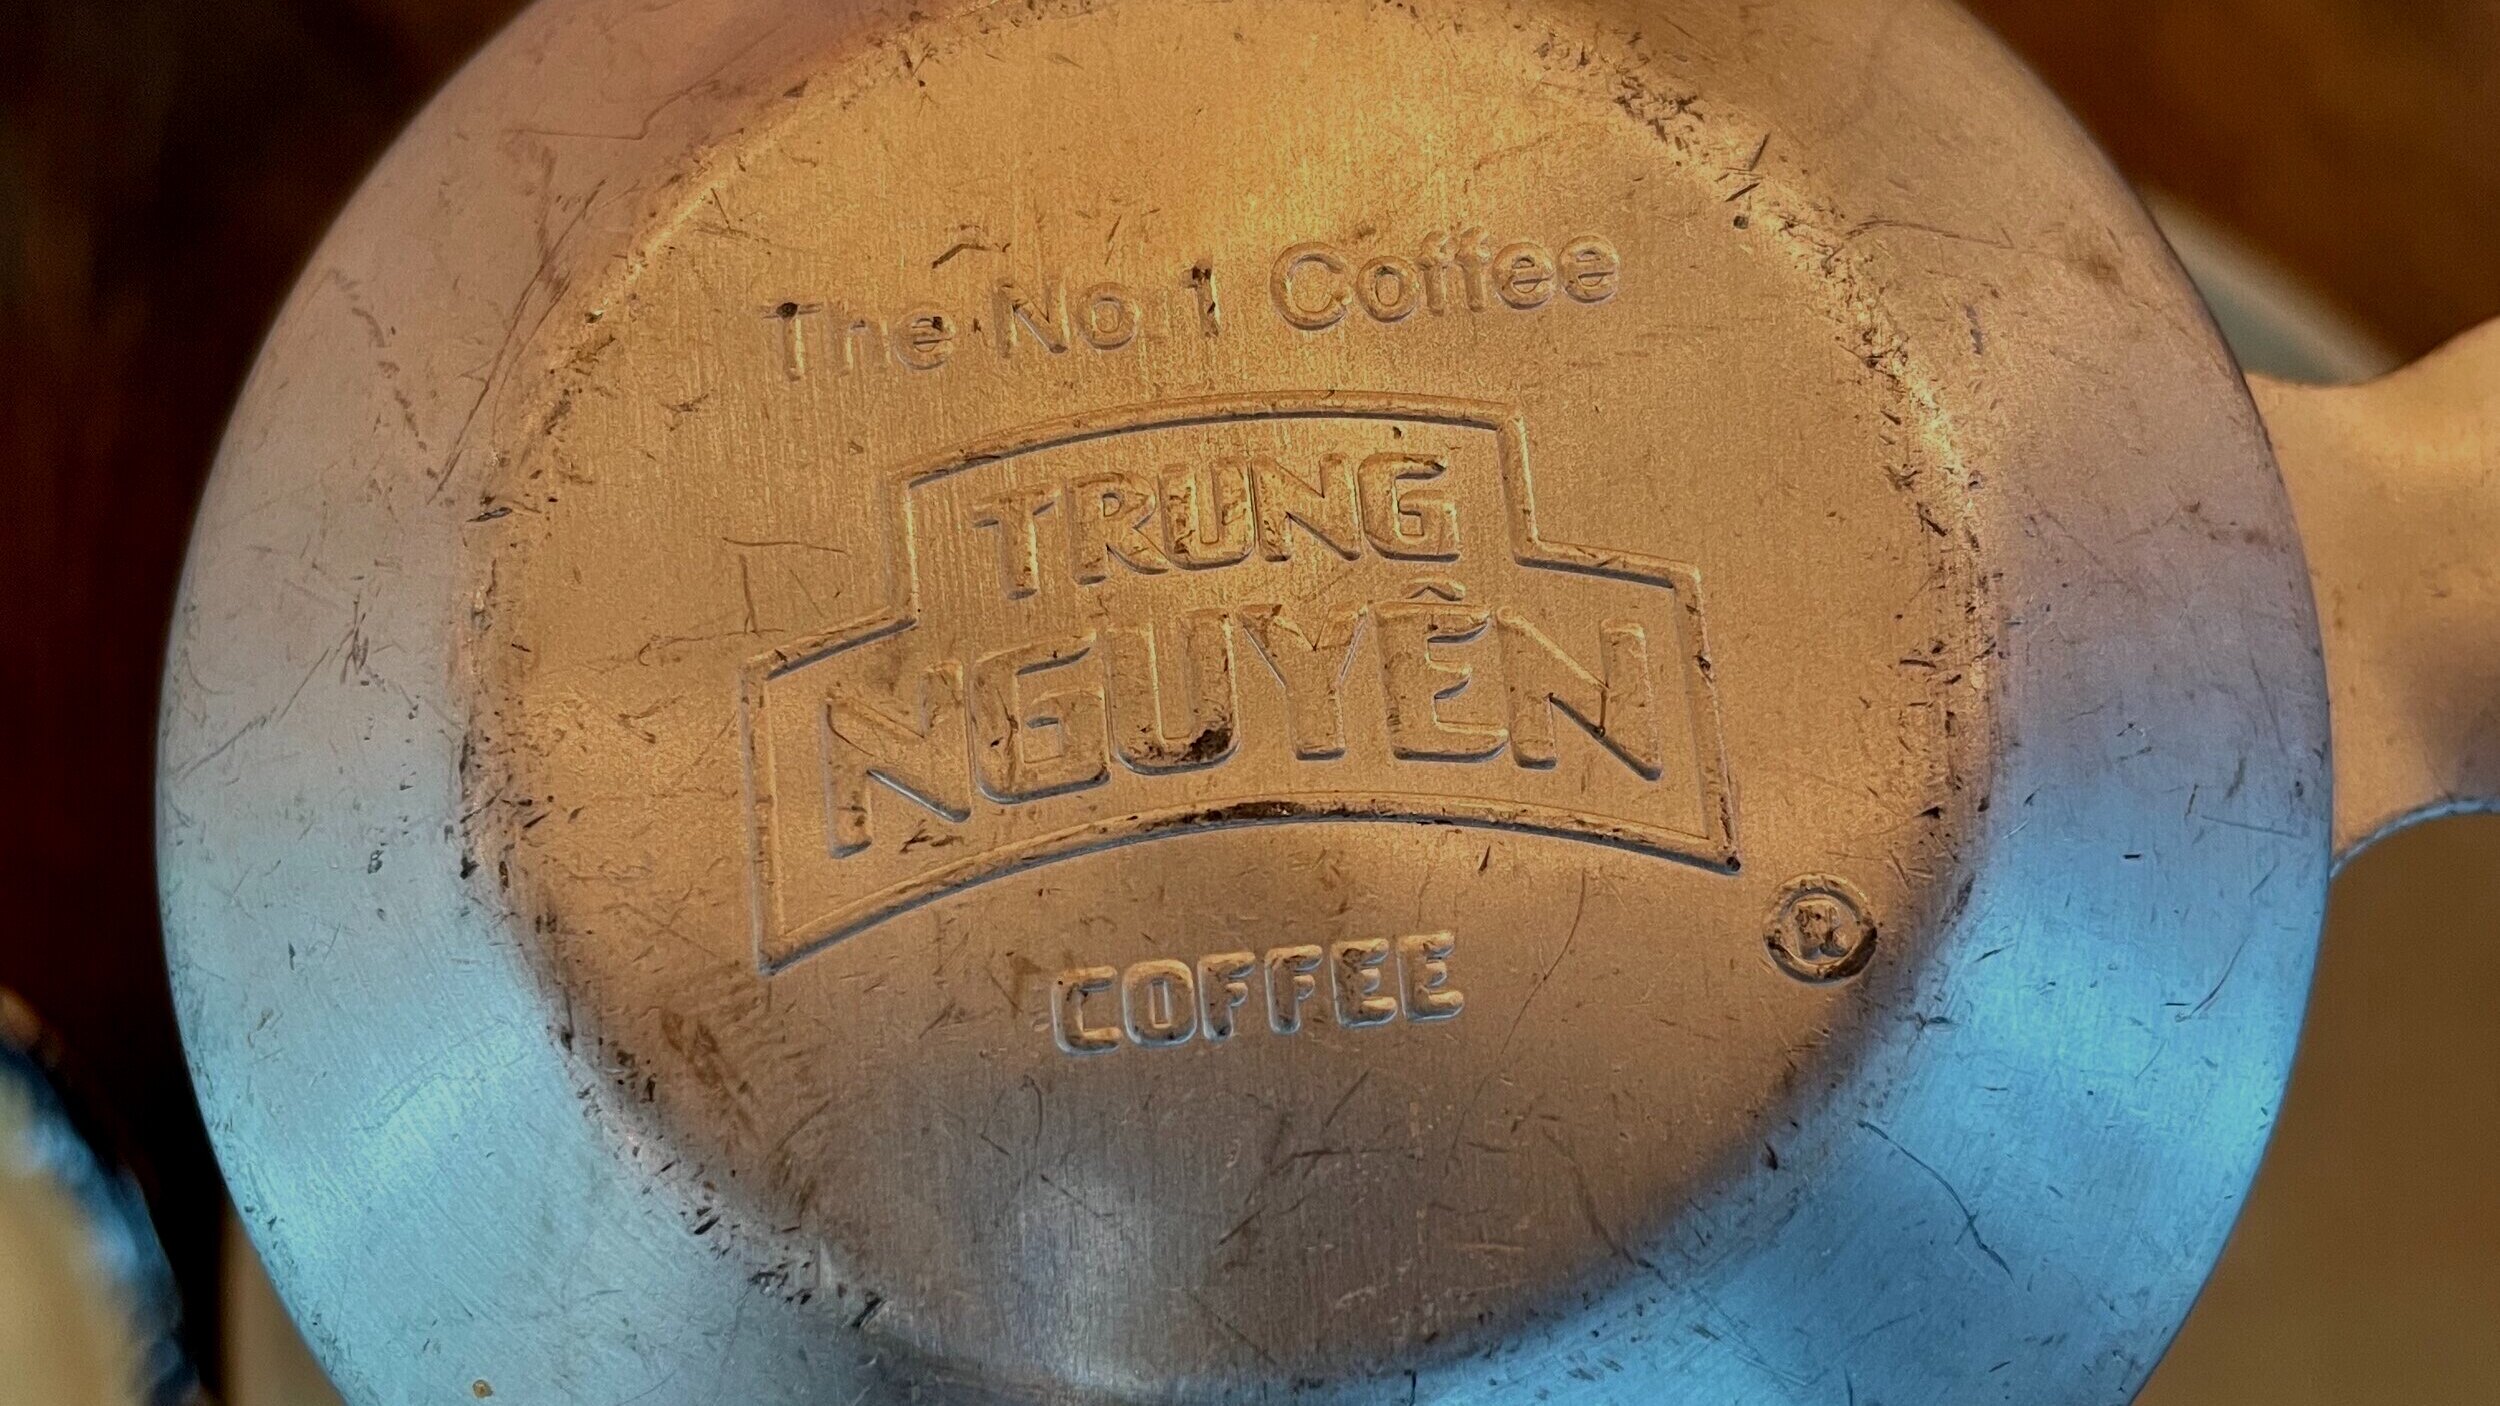 The No 1 Coffee
TRUNG
NGUYÊN
®
COFFEE